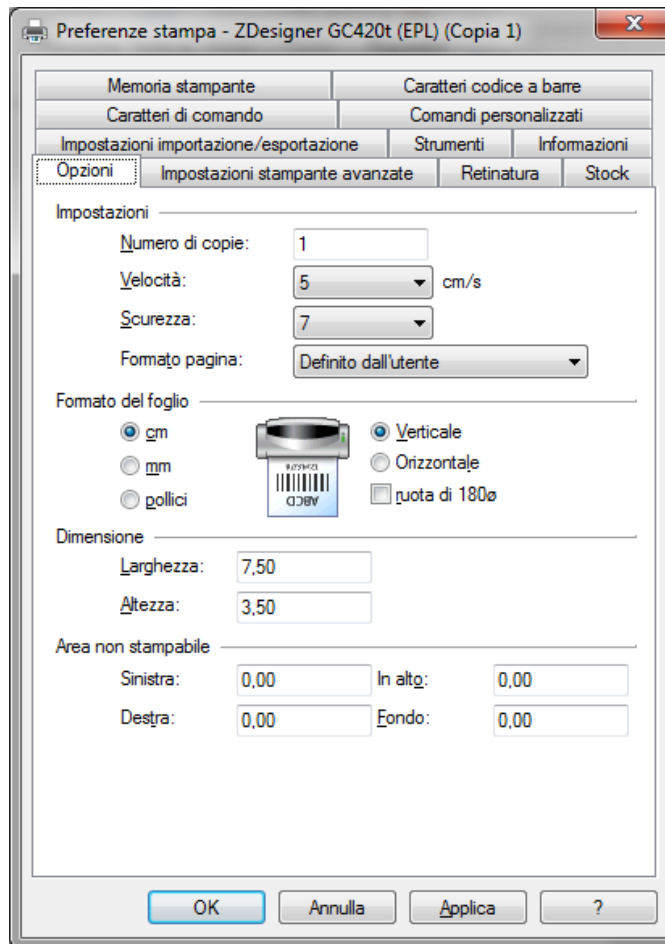 Preferenze stampa - ZDesigner GC420t (EPL) (Copia 1)
Memoria stampante Caratteri codice a barre
Caratteri di comando Comandi personalizzati
Impostazioni importazione/esportazione Strumenti Informazioni
Opzioni Impostazioni stampante avanzate Retinatura Stock
Impostazioni
Numero di copie: 1
Velocità: 5 cm/s
Scurezza: 7
Formato pagina: Definito dall'utente
Formato del foglio
cm Verticale
mm Orizzontale
pollici ruota di 180ø
ABCD
Dimensione
Larghezza: 7,50
Altezza: 3,50
Area non stampabile
Sinistra: 0,00 In alto: 0,00
Destra: 0,00 Fondo: 0,00
OK Annulla Applica ?